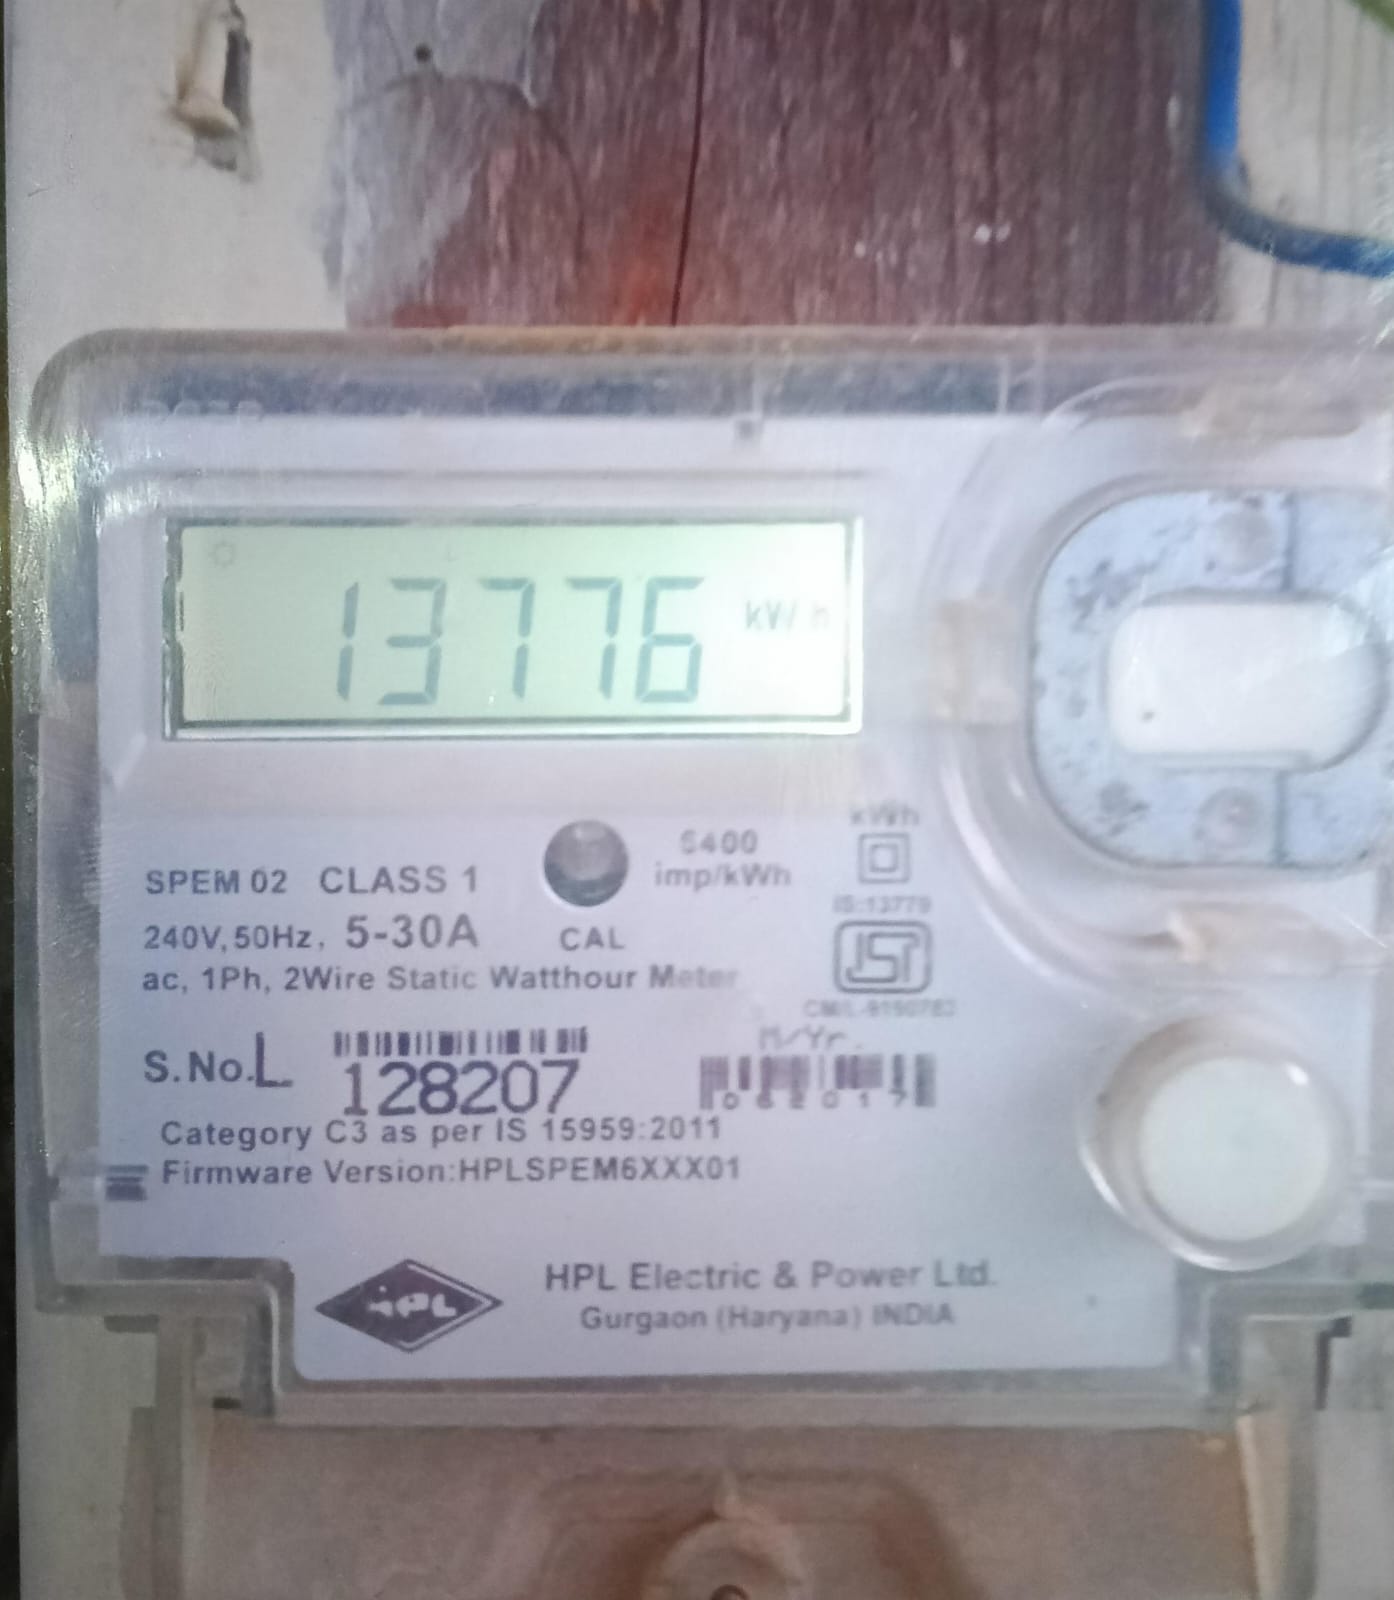 13776 kWh
kWh
S400
imp/kWh
SPEM 02 CLASS 1
240V, 50Hz, 5-30A
CAL
IS:13779
ac, 1Ph, 2Wire Static Watthour Meter
M/Yr.
S.No.L 128207
062017
Category C3 as per IS 15959:2011
Firmware Version:HPLSPEM6XXX01
HPL
HPL Electric & Power Ltd.
Gurgaon (Haryana) INDIA